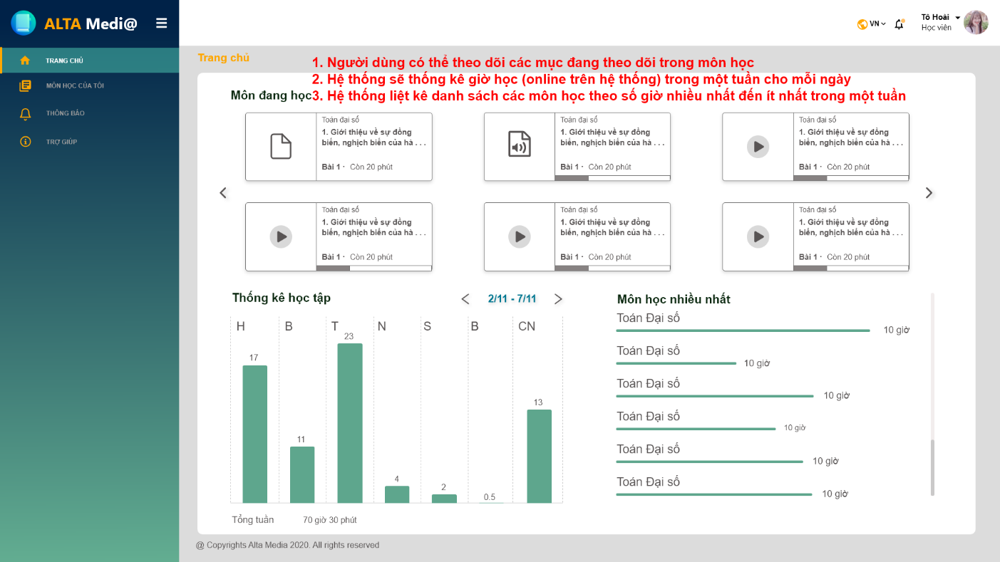 ALTA Medi@
VN
Tô Hoài
Học viên
TRANG CHỦ
MÔN HỌC CỦA TÔI
THÔNG BÁO
TRỢ GIÚP
Trang chủ
1. Người dùng có thể theo dõi các mục đang theo dõi trong môn học
2. Hệ thống sẽ thống kê giờ học (online trên hệ thống) trong một tuần cho mỗi ngày
3. Hệ thống liệt kê danh sách các môn học theo số giờ nhiều nhất đến ít nhất trong một tuần
Môn đang học
Toán đại số
1. Giới thiệu về sự đồng
biến, nghịch biến của hà . . .
Bài 1 · Còn 20 phút
Toán đại số
1. Giới thiệu về sự đồng
biến, nghịch biến của hà . . .
Bài 1 · Còn 20 phút
Toán đại số
1. Giới thiệu về sự đồng
biến, nghịch biến của hà . . .
Bài 1 · Còn 20 phút
Toán đại số
1. Giới thiệu về sự đồng
biến, nghịch biến của hà . . .
Bài 1 · Còn 20 phút
Toán đại số
1. Giới thiệu về sự đồng
biến, nghịch biến của hà . . .
Bài 1 · Còn 20 phút
Toán đại số
1. Giới thiệu về sự đồng
biến, nghịch biến của hà . . .
Bài 1 · Còn 20 phút
Thống kê học tập
2/11 - 7/11
H B T N S B CN
17
11
23
4
2
0.5
13
Tổng tuần 70 giờ 30 phút
Môn học nhiều nhất
Toán Đại số
10 giờ
Toán Đại số
10 giờ
Toán Đại số
10 giờ
Toán Đại số
10 giờ
Toán Đại số
10 giờ
Toán Đại số
10 giờ
@ Copyrights Alta Media 2020. All rights reserved